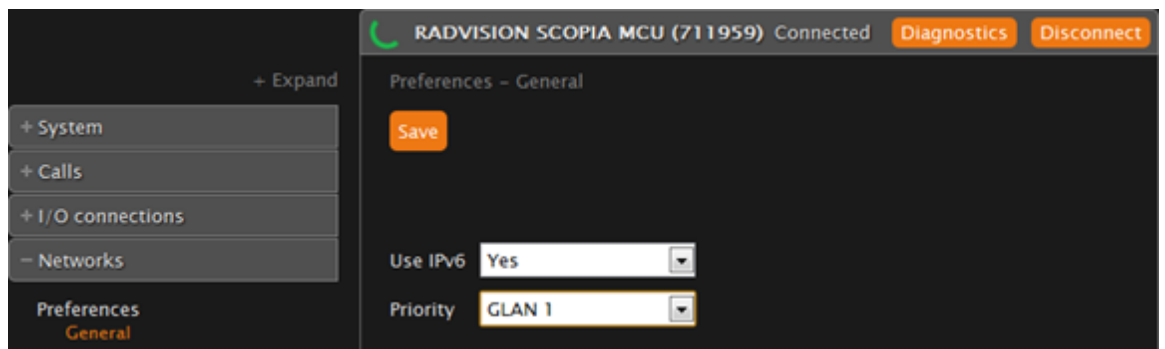 RADVISION SCOPIA MCU (711959) Connected Diagnostics Disconnect
+ Expand
Preferences – General
+ System
Save
+ Calls
+ I/O connections
− Networks
Use IPv6 Yes
Preferences
Priority GLAN 1
General